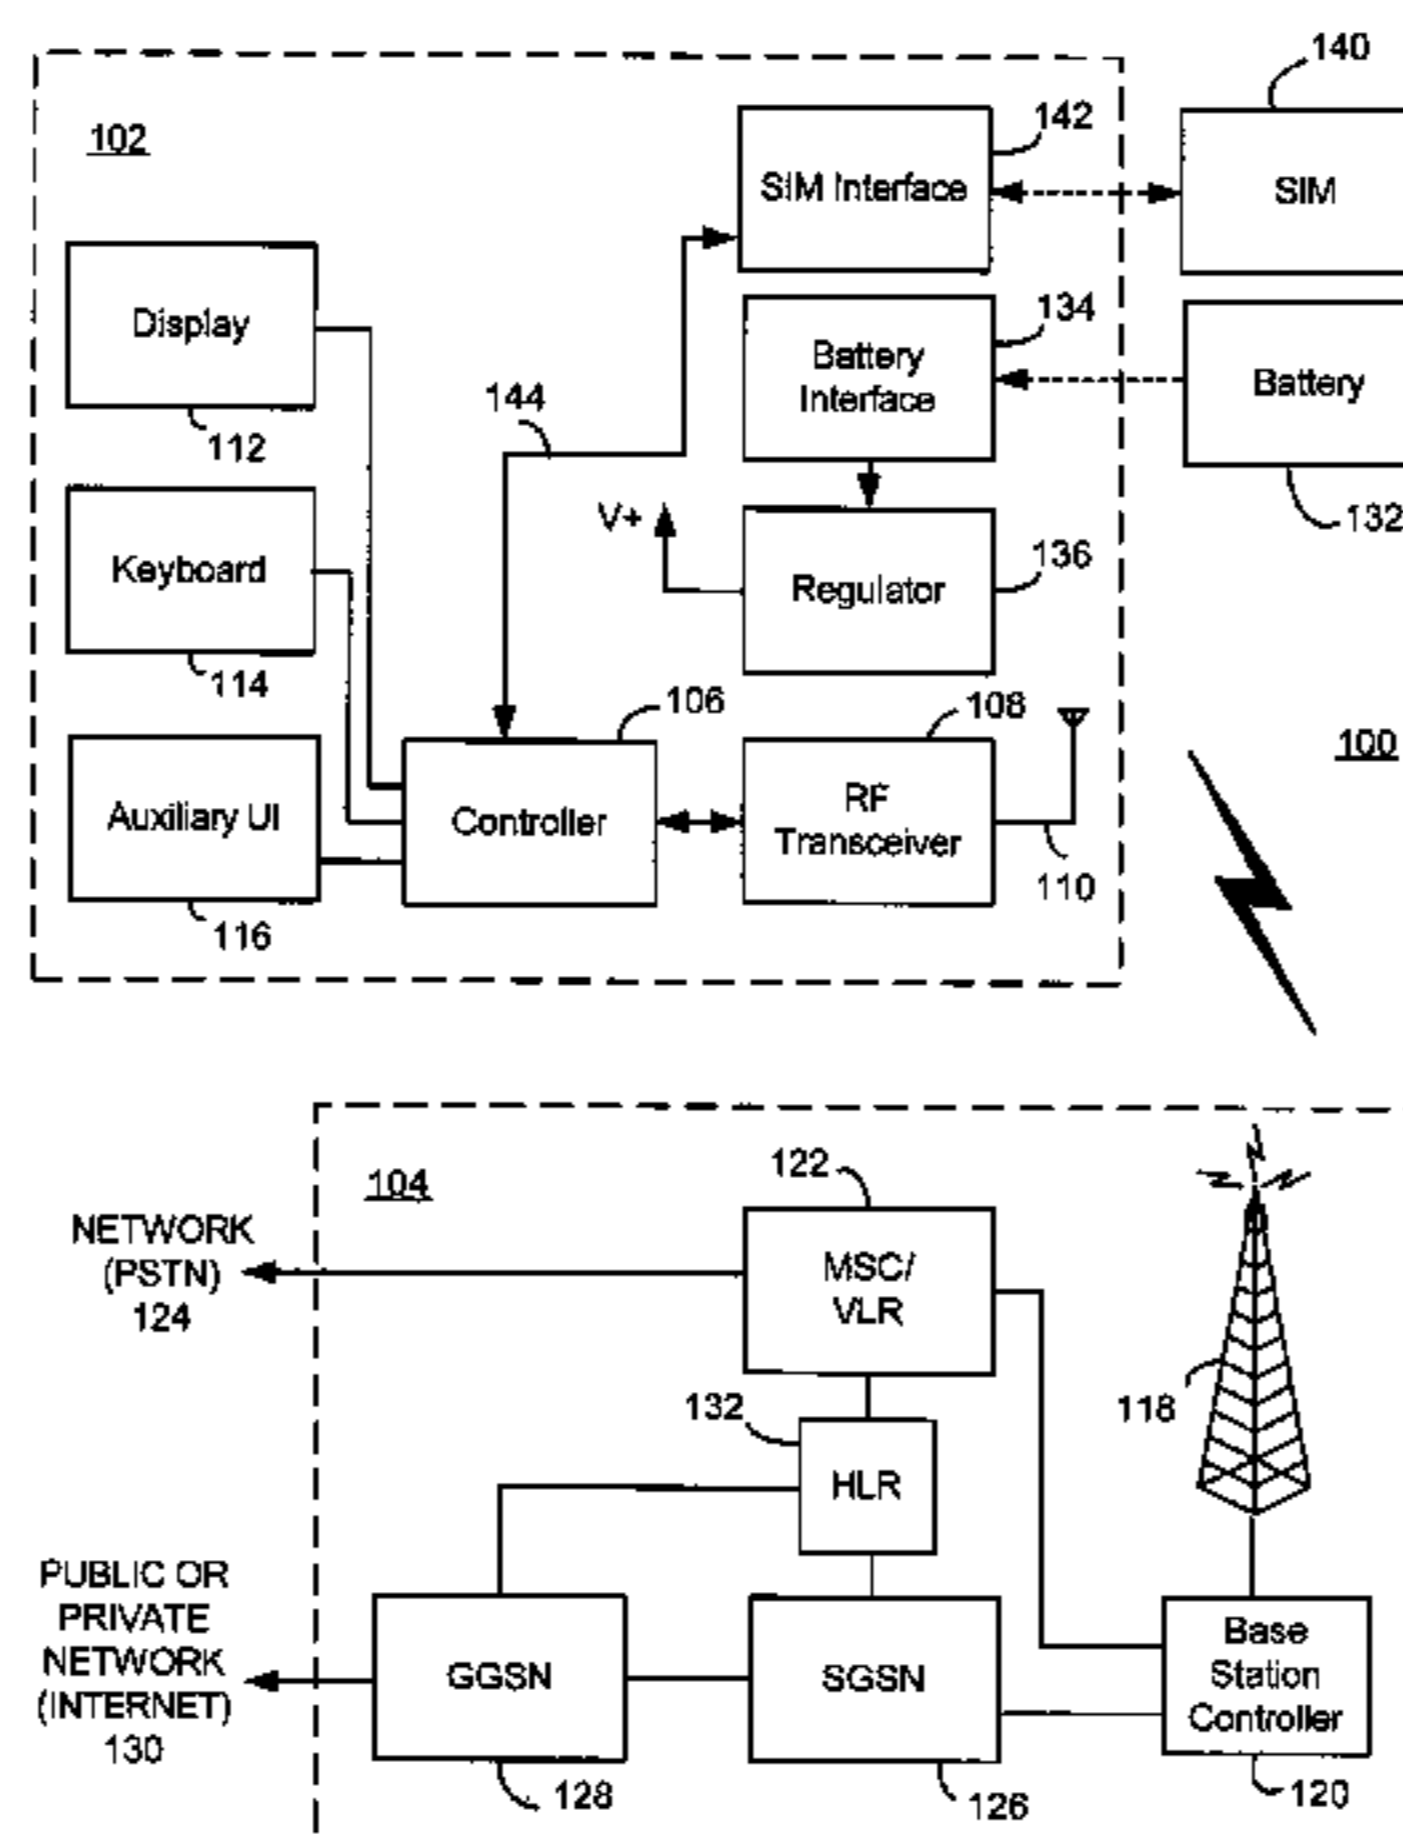 140
102
142
SIM Interface
SIM
Display
134
Battery
Interface
Battery
112
144
V+
132
Keyboard
136
Regulator
114
106
108
100
Auxiliary UI
Controller
RF
Transceiver
110
116
104
122
NETWORK
(PSTN)
124
MSC/
VLR
132
118
HLR
PUBLIC OR
PRIVATE
NETWORK
(INTERNET)
130
GGSN
SGSN
Base
Station
Controller
128
126
120